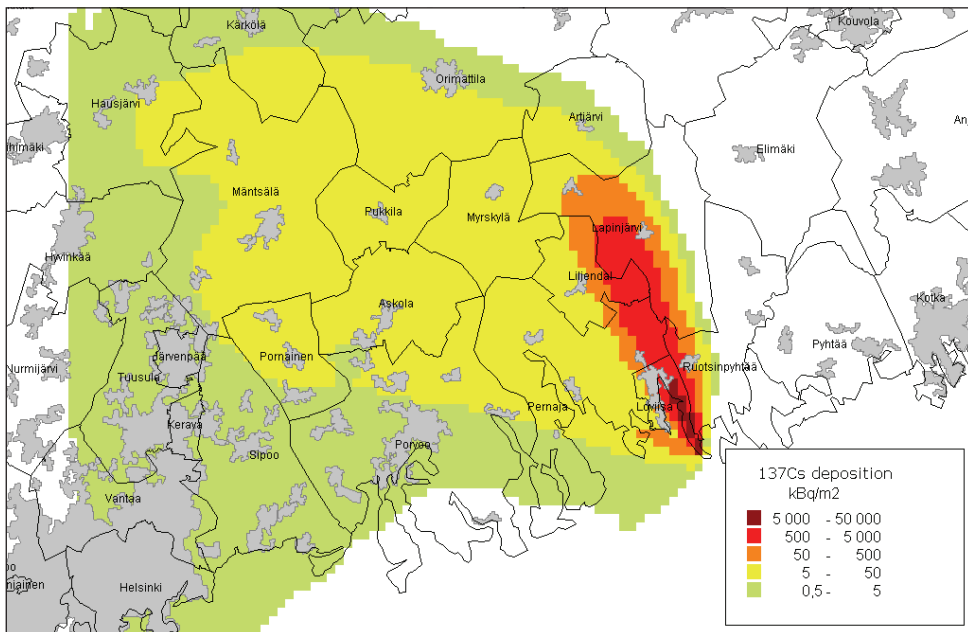 Kärkölä
Kouvola
Orimattila
Hausjärvi
Artjärvi
Elimäki
Mäntsälä
Pukkila
Myrskylä
Lapinjärvi
Hyvinkää
Liljendal
Askola
Kotka
Pyhtää
Järvenpää
Pornainen
Ruotsinpyhtää
Nurmijärvi
Tuusula
Kerava
Pernaja
Loviisa
Porvoo
Sipoo
Vantaa
Helsinki
137Cs deposition
kBq/m2
5 000 - 50 000
500 - 5 000
50 - 500
5 - 50
0,5 - 5